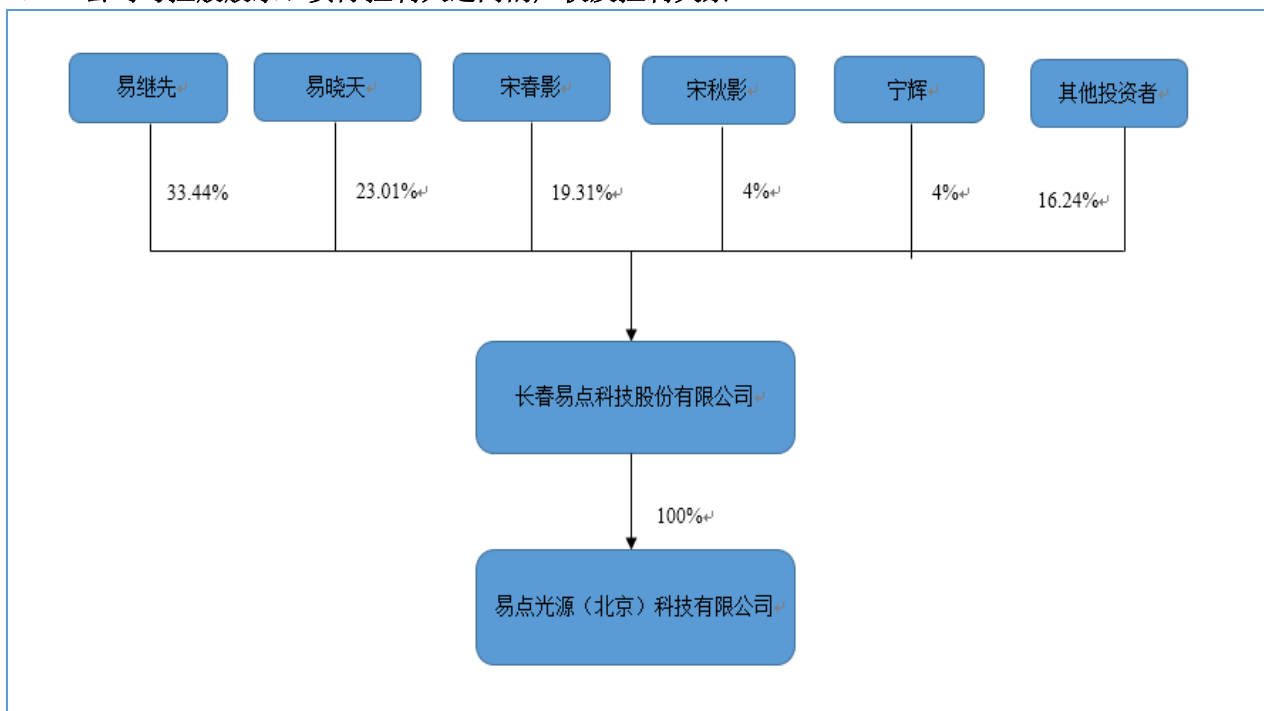 易继先
易晓天
宋春影
宋秋影
宁辉
其他投资者
33.44%
23.01%
19.31%
4%
4%
16.24%
长春易点科技股份有限公司
100%
易点光源（北京）科技有限公司